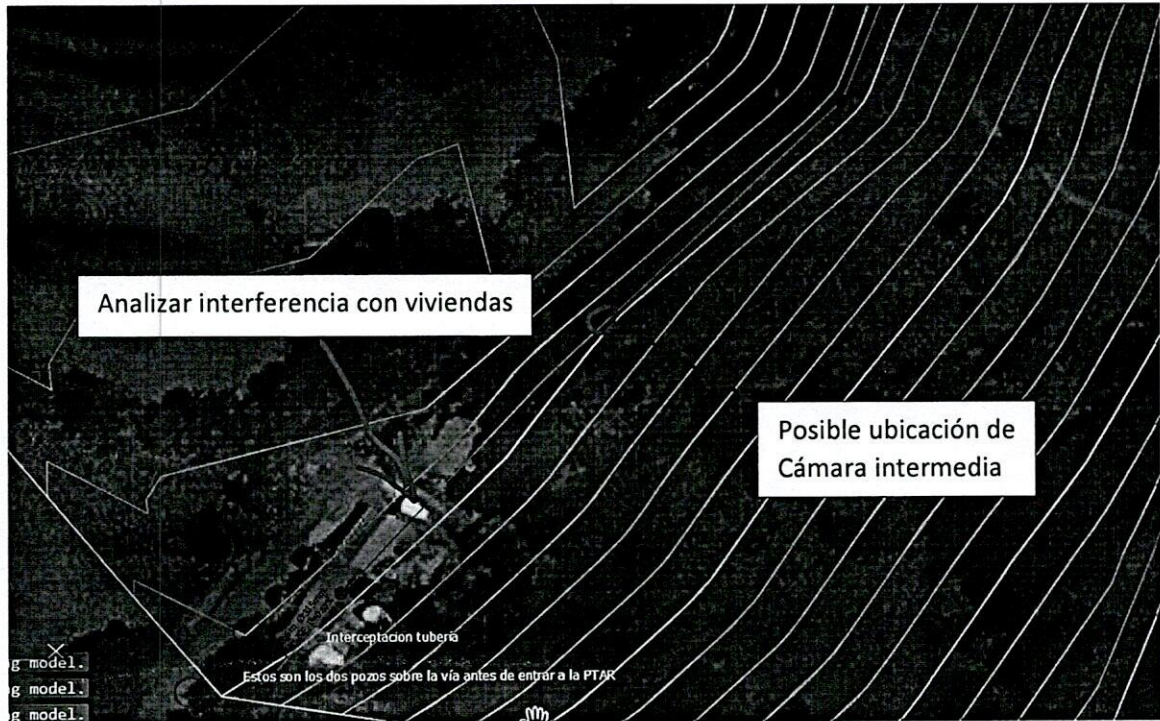 Analizar interferencia con viviendas
Posible ubicación de
Cámara intermedia
Interceptacion tuberia
Estos son los dos pozos sobre la vía antes de entrar a la PTAR
g model.
g model.
g model.